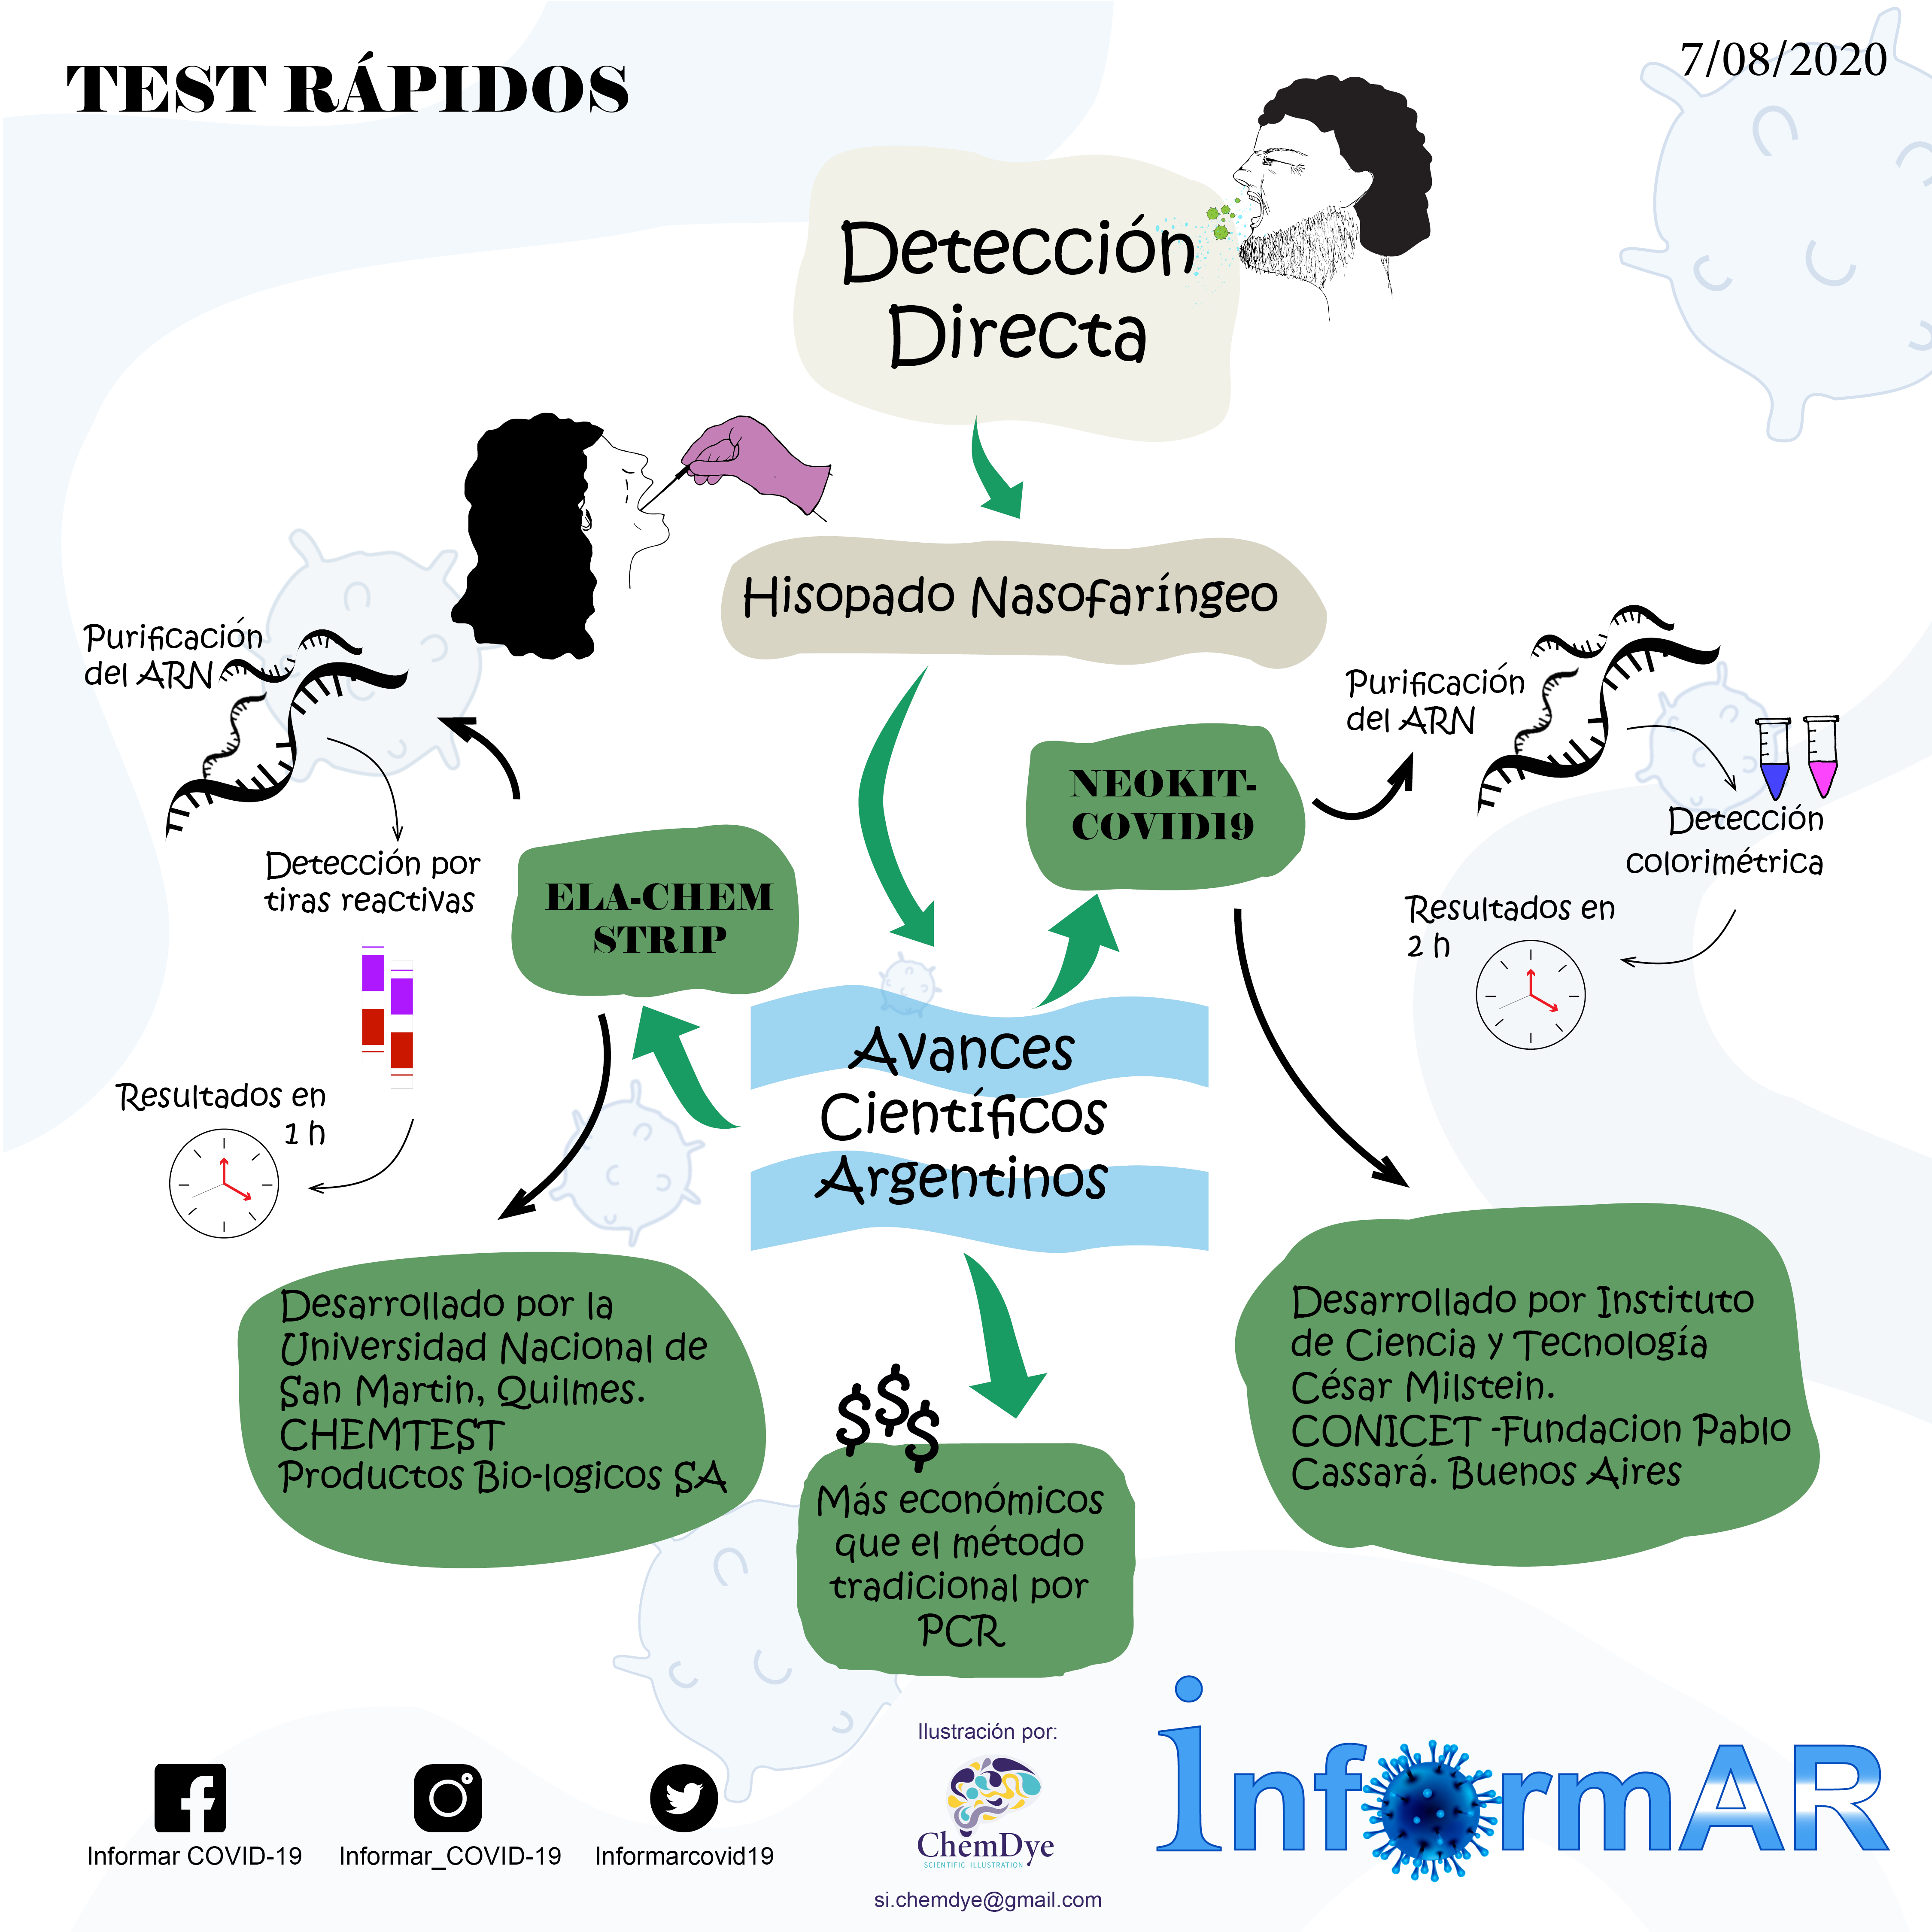 TEST RÁPIDOS
7/08/2020
Detección
Directa
Hisopado Nasofaríngeo
Purificación
del ARN
Detección por
tiras reactivas
Resultados en
1 h
ELA-CHEM
STRIP
NEOKIT-
COVID19
Purificación
del ARN
Detección
colorimétrica
Resultados en
2 h
Avances
Científicos
Argentinos
Desarrollado por la
Universidad Nacional de
San Martin, Quilmes.
CHEMTEST
Productos Bio-logicos SA
$$$
Más económicos
que el método
tradicional por
PCR
Desarrollado por Instituto
de Ciencia y Tecnología
César Milstein.
CONICET -Fundacion Pablo
Cassará. Buenos Aires
Informar COVID-19
Informar_COVID-19
Informarcovid19
Ilustración por:
ChemDye
SCIENTIFIC ILLUSTRATION
si.chemdye@gmail.com
informAR